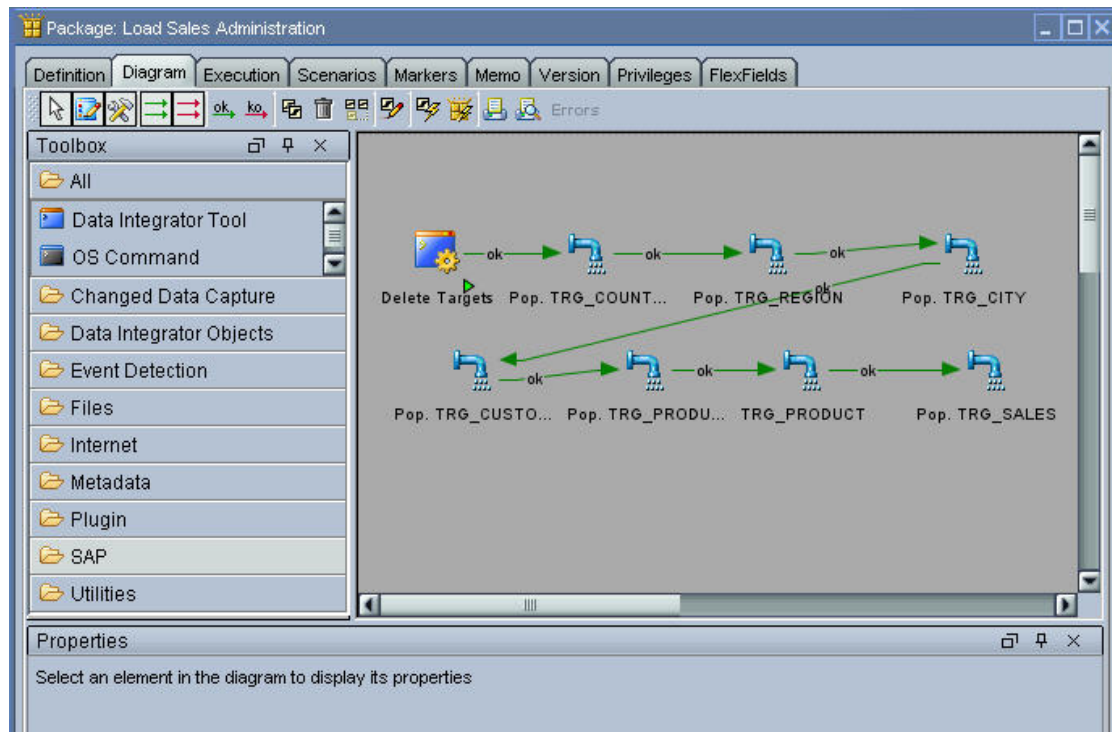 Package: Load Sales Administration
Definition Diagram Execution Scenarios Markers Memo Version Privileges FlexFields
ok ko Errors
Toolbox
All
Data Integrator Tool
OS Command
Changed Data Capture
Data Integrator Objects
Event Detection
Files
Internet
Metadata
Plugin
SAP
Utilities
ok ok ok
Delete Targets Pop. TRG_COUNT... Pop. TRG_REGION Pop. TRG_CITY
ok
ok ok ok
Pop. TRG_CUSTO... Pop. TRG_PRODU... TRG_PRODUCT Pop. TRG_SALES
Properties
Select an element in the diagram to display its properties